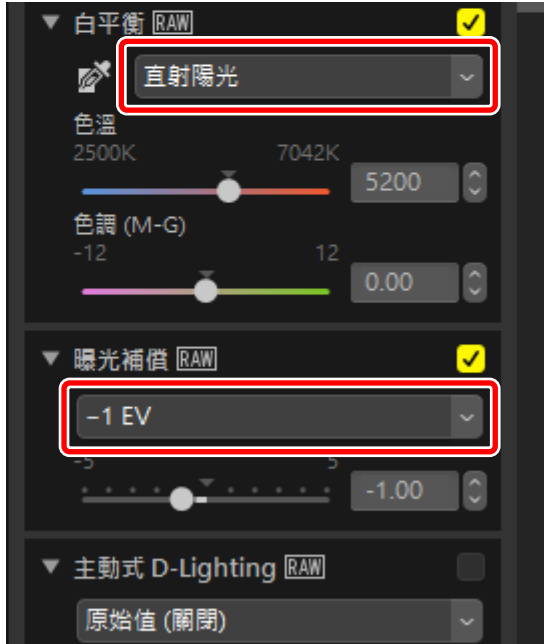 ▼ 白平衡 RAW
直射陽光
色溫
2500K 7042K
5200
色調 (M-G)
-12 12
0.00
▼ 曝光補償 RAW
−1 EV
-5 5
-1.00
▼ 主動式 D-Lighting RAW
原始值 (關閉)